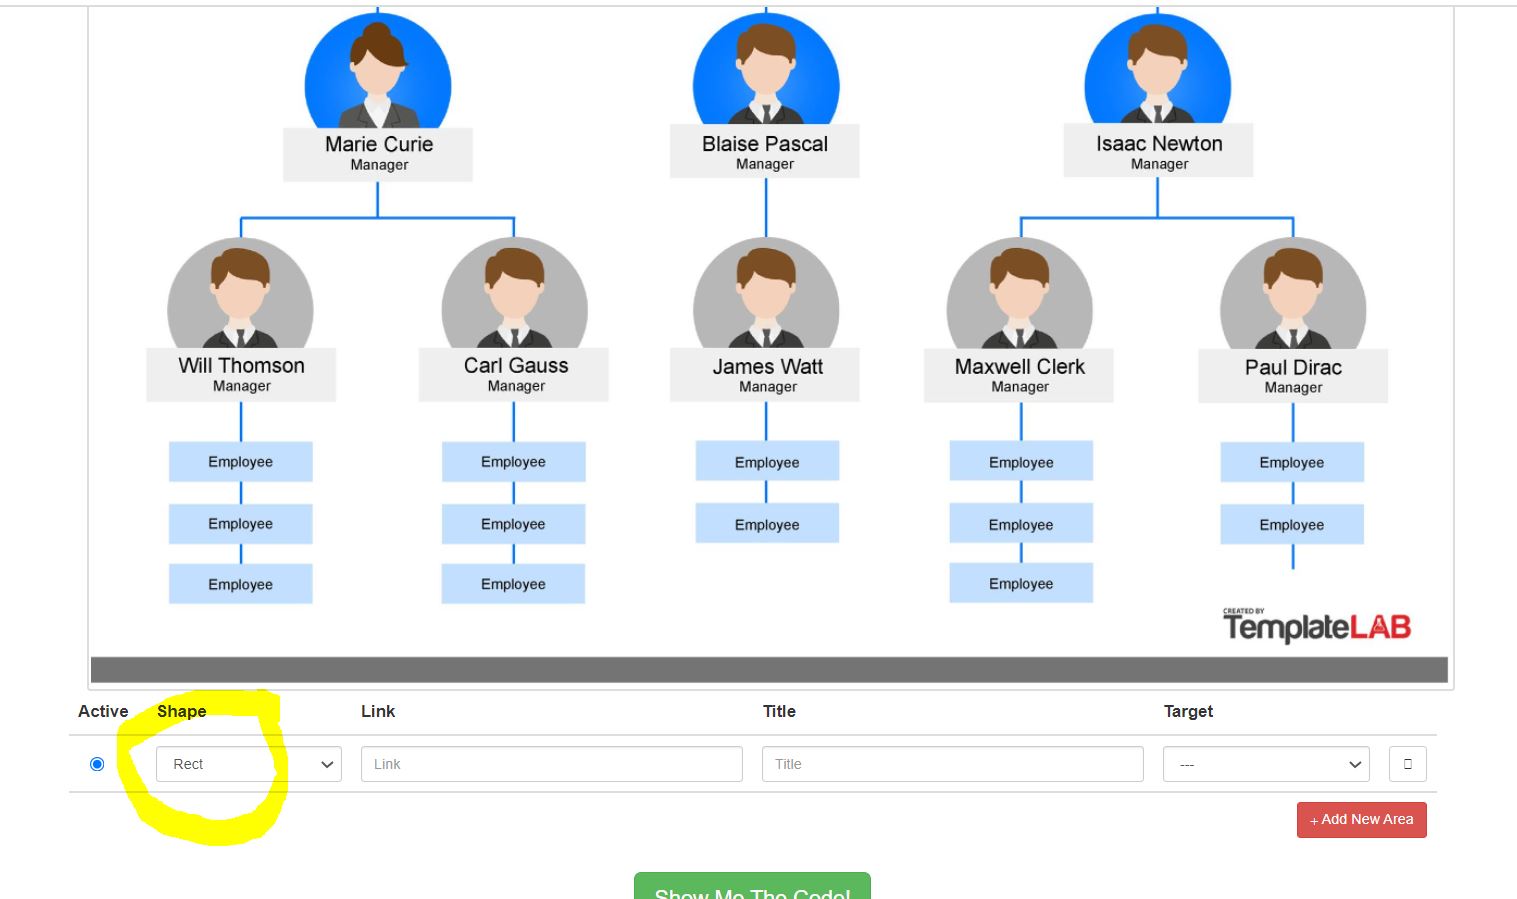 Marie Curie
Manager
Blaise Pascal
Manager
Isaac Newton
Manager
Will Thomson
Manager
Carl Gauss
Manager
James Watt
Manager
Maxwell Clerk
Manager
Paul Dirac
Manager
Employee Employee Employee Employee Employee
Employee Employee Employee Employee Employee
Employee Employee Employee
CREATED BY
TemplateLAB
Active Shape Link Title Target
Rect Link Title ---
+ Add New Area
Show Me The Code!